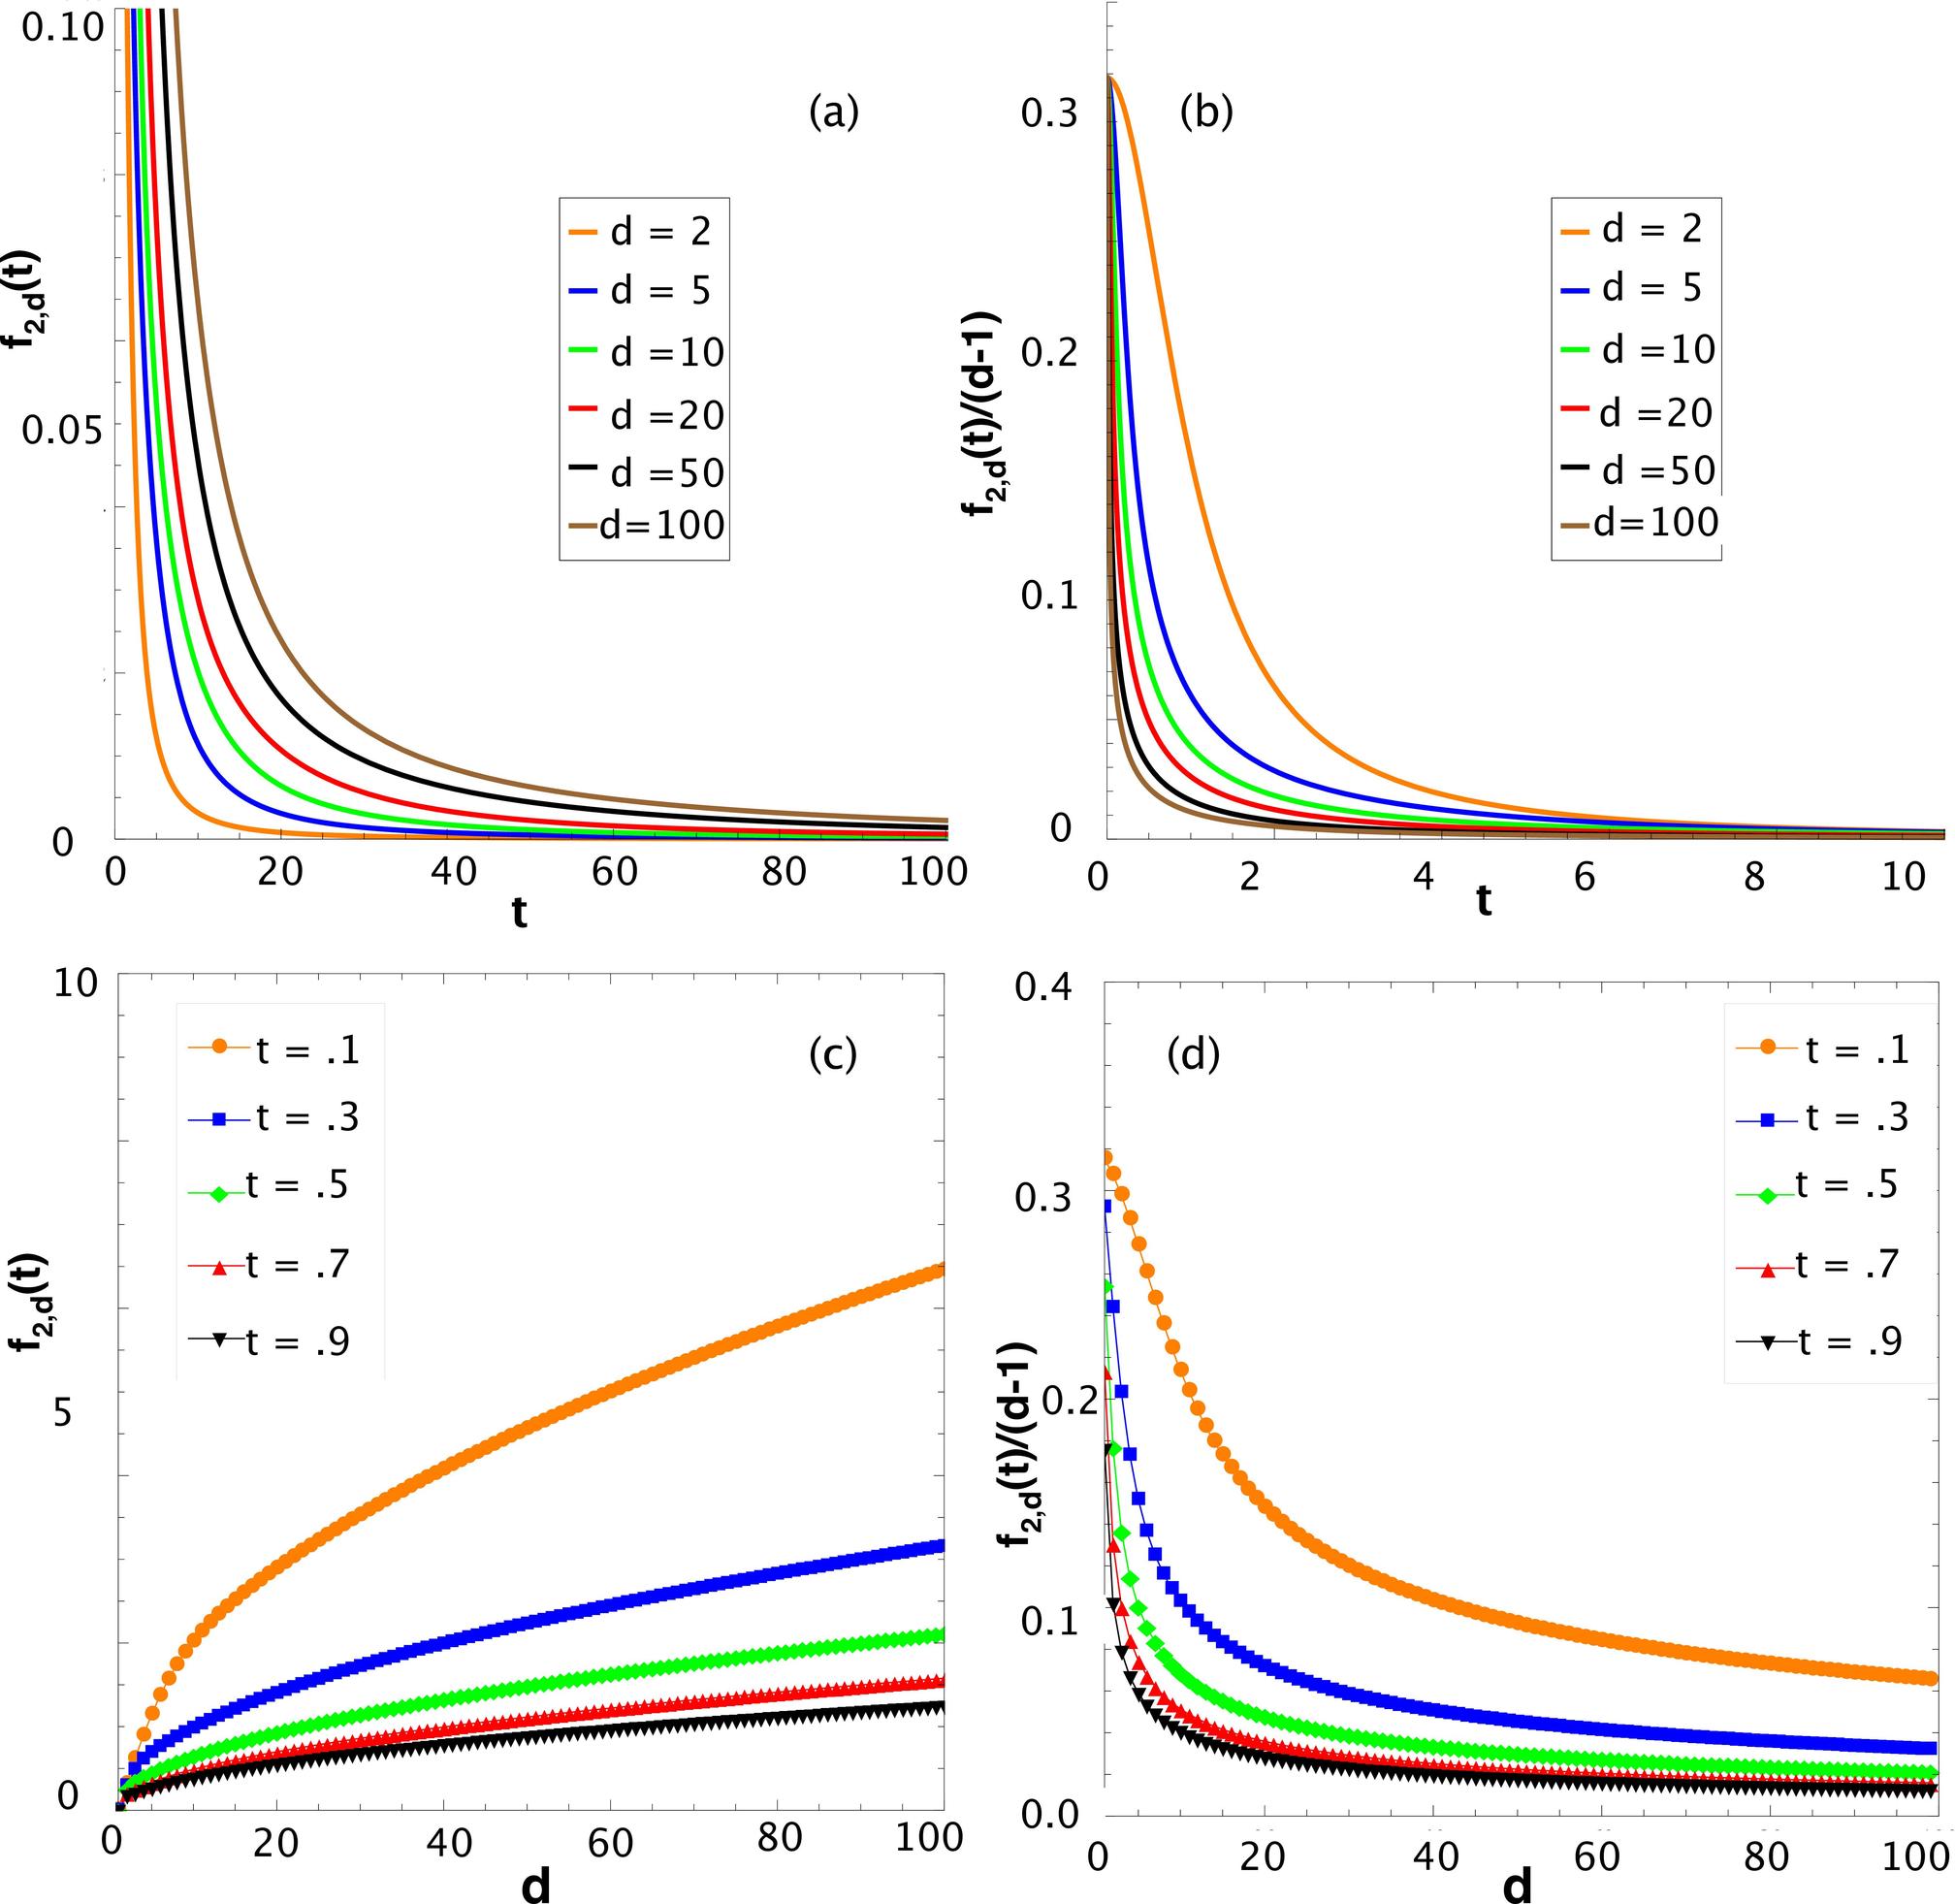 0.10
0.05
0
f2,d(t)
(a)
d = 2
d = 5
d =10
d =20
d =50
d=100
0 20 40 60 80 100
t
0.3
0.2
0.1
0
f2,d(t)/(d-1)
(b)
d = 2
d = 5
d =10
d =20
d =50
d=100
0 2 4 6 8 10
t
10
5
0
f2,d(t)
(c)
t = .1
t = .3
t = .5
t = .7
t = .9
0 20 40 60 80 100
d
0.4
0.3
0.2
0.1
0.0
f2,d(t)/(d-1)
(d)
t = .1
t = .3
t = .5
t = .7
t = .9
0 20 40 60 80 100
d